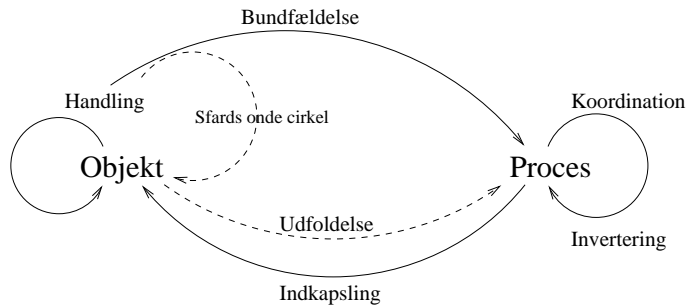 Bundfældelse
Handling
Koordination
Sfards onde cirkel
Objekt
Proces
Udfoldelse
Invertering
Indkapsling